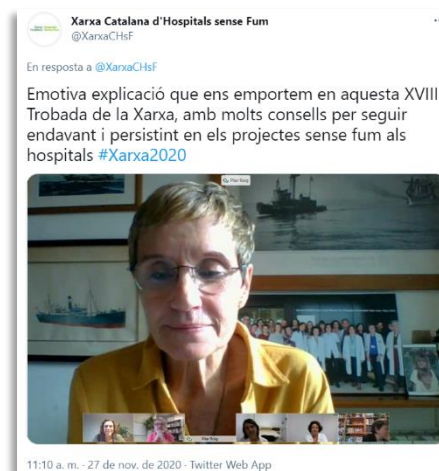 Xarxa Catalana d'Hospitals sense Fum
@XarxaCHsF
En resposta a @XarxaCHsF
Emotiva explicació que ens emportem en aquesta XVIII
Trobada de la Xarxa, amb molts consells per seguir
endavant i persistint en els projectes sense fum als
hospitals #Xarxa2020
11:10 a. m. · 27 de nov. de 2020 · Twitter Web App